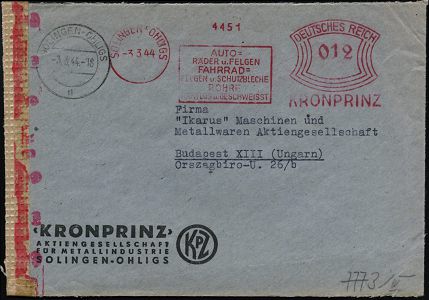 SOLINGEN-OHLIGS
-3.3.44.-18
SOLINGEN-OHLIGS
-3.3.44
4451
AUTO=
RÄDER u.FELGEN
FAHRRAD=
FELGEN u SCHUTZBLECHE
ROHRE
GESCHWEISST
DEUTSCHES REICH
012
KRONPRINZ
Firma
"Ikarus" Maschinen und
Metallwaren Aktiengesellschaft
Budapest XIII (Ungarn)
Orszagbiro-U. 26/b
‹KRONPRINZ›
AKTIENGESELLSCHAFT
FÜR METALLINDUSTRIE
SOLINGEN-OHLIGS
KPZ